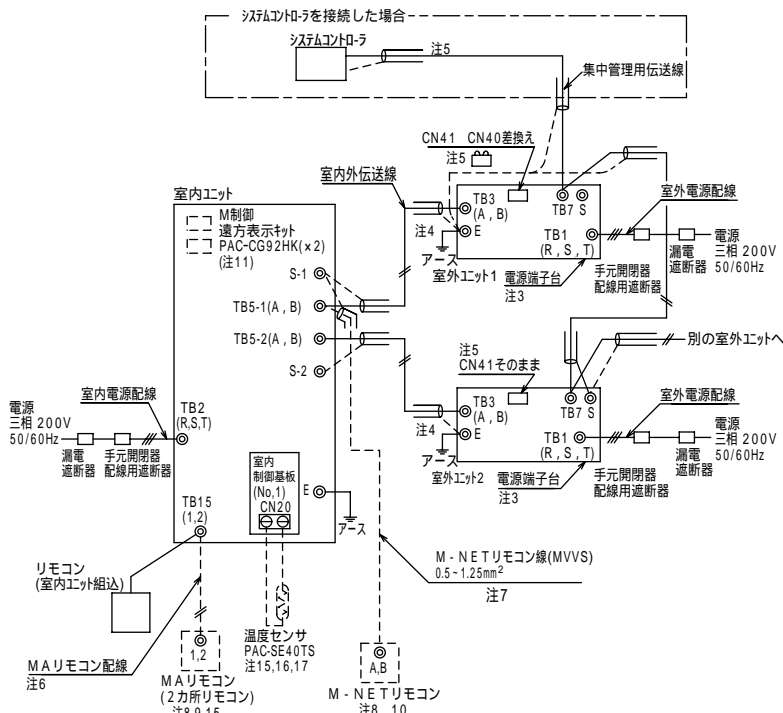 システムコントローラを接続した場合
システムコントローラ
注5
集中管理用伝送線
CN41 CN40差換え
注5
室内外伝送線
室内ユニット
M制御
遠方表示キット
PAC-CG92HK(×2)
(注11)
S-1
TB5-1(A,B)
TB5-2(A,B)
S-2
TB3
(A,B)
TB7 S
注4
E
TB1
(R,S,T)
アース
室外ユニット1
電源端子台
注3
室外電源配線
手元開閉器
配線用遮断器
漏電
遮断器
電源
三相 200V
50/60Hz
別の室外ユニットへ
注5
CN41そのまま
TB3
(A,B)
TB7 S
注4
E
TB1
(R,S,T)
アース
室外ユニット2
電源端子台
注3
室外電源配線
手元開閉器
配線用遮断器
漏電
遮断器
電源
三相 200V
50/60Hz
電源
三相 200V
50/60Hz
室内電源配線
漏電
遮断器
手元開閉器
配線用遮断器
TB2
(R,S,T)
室内
制御基板
(No,1)
CN20
E
アース
TB15
(1,2)
リモコン
(室内ユニット組込)
MAリモコン配線
注6
1,2
MAリモコン
(2カ所リモコン)
注8,9,15
温度センサ
PAC-SE40TS
注15,16,17
M-NETリモコン線(MVVS)
0.5~1.25mm²
注7
A,B
M-NETリモコン
注8 10